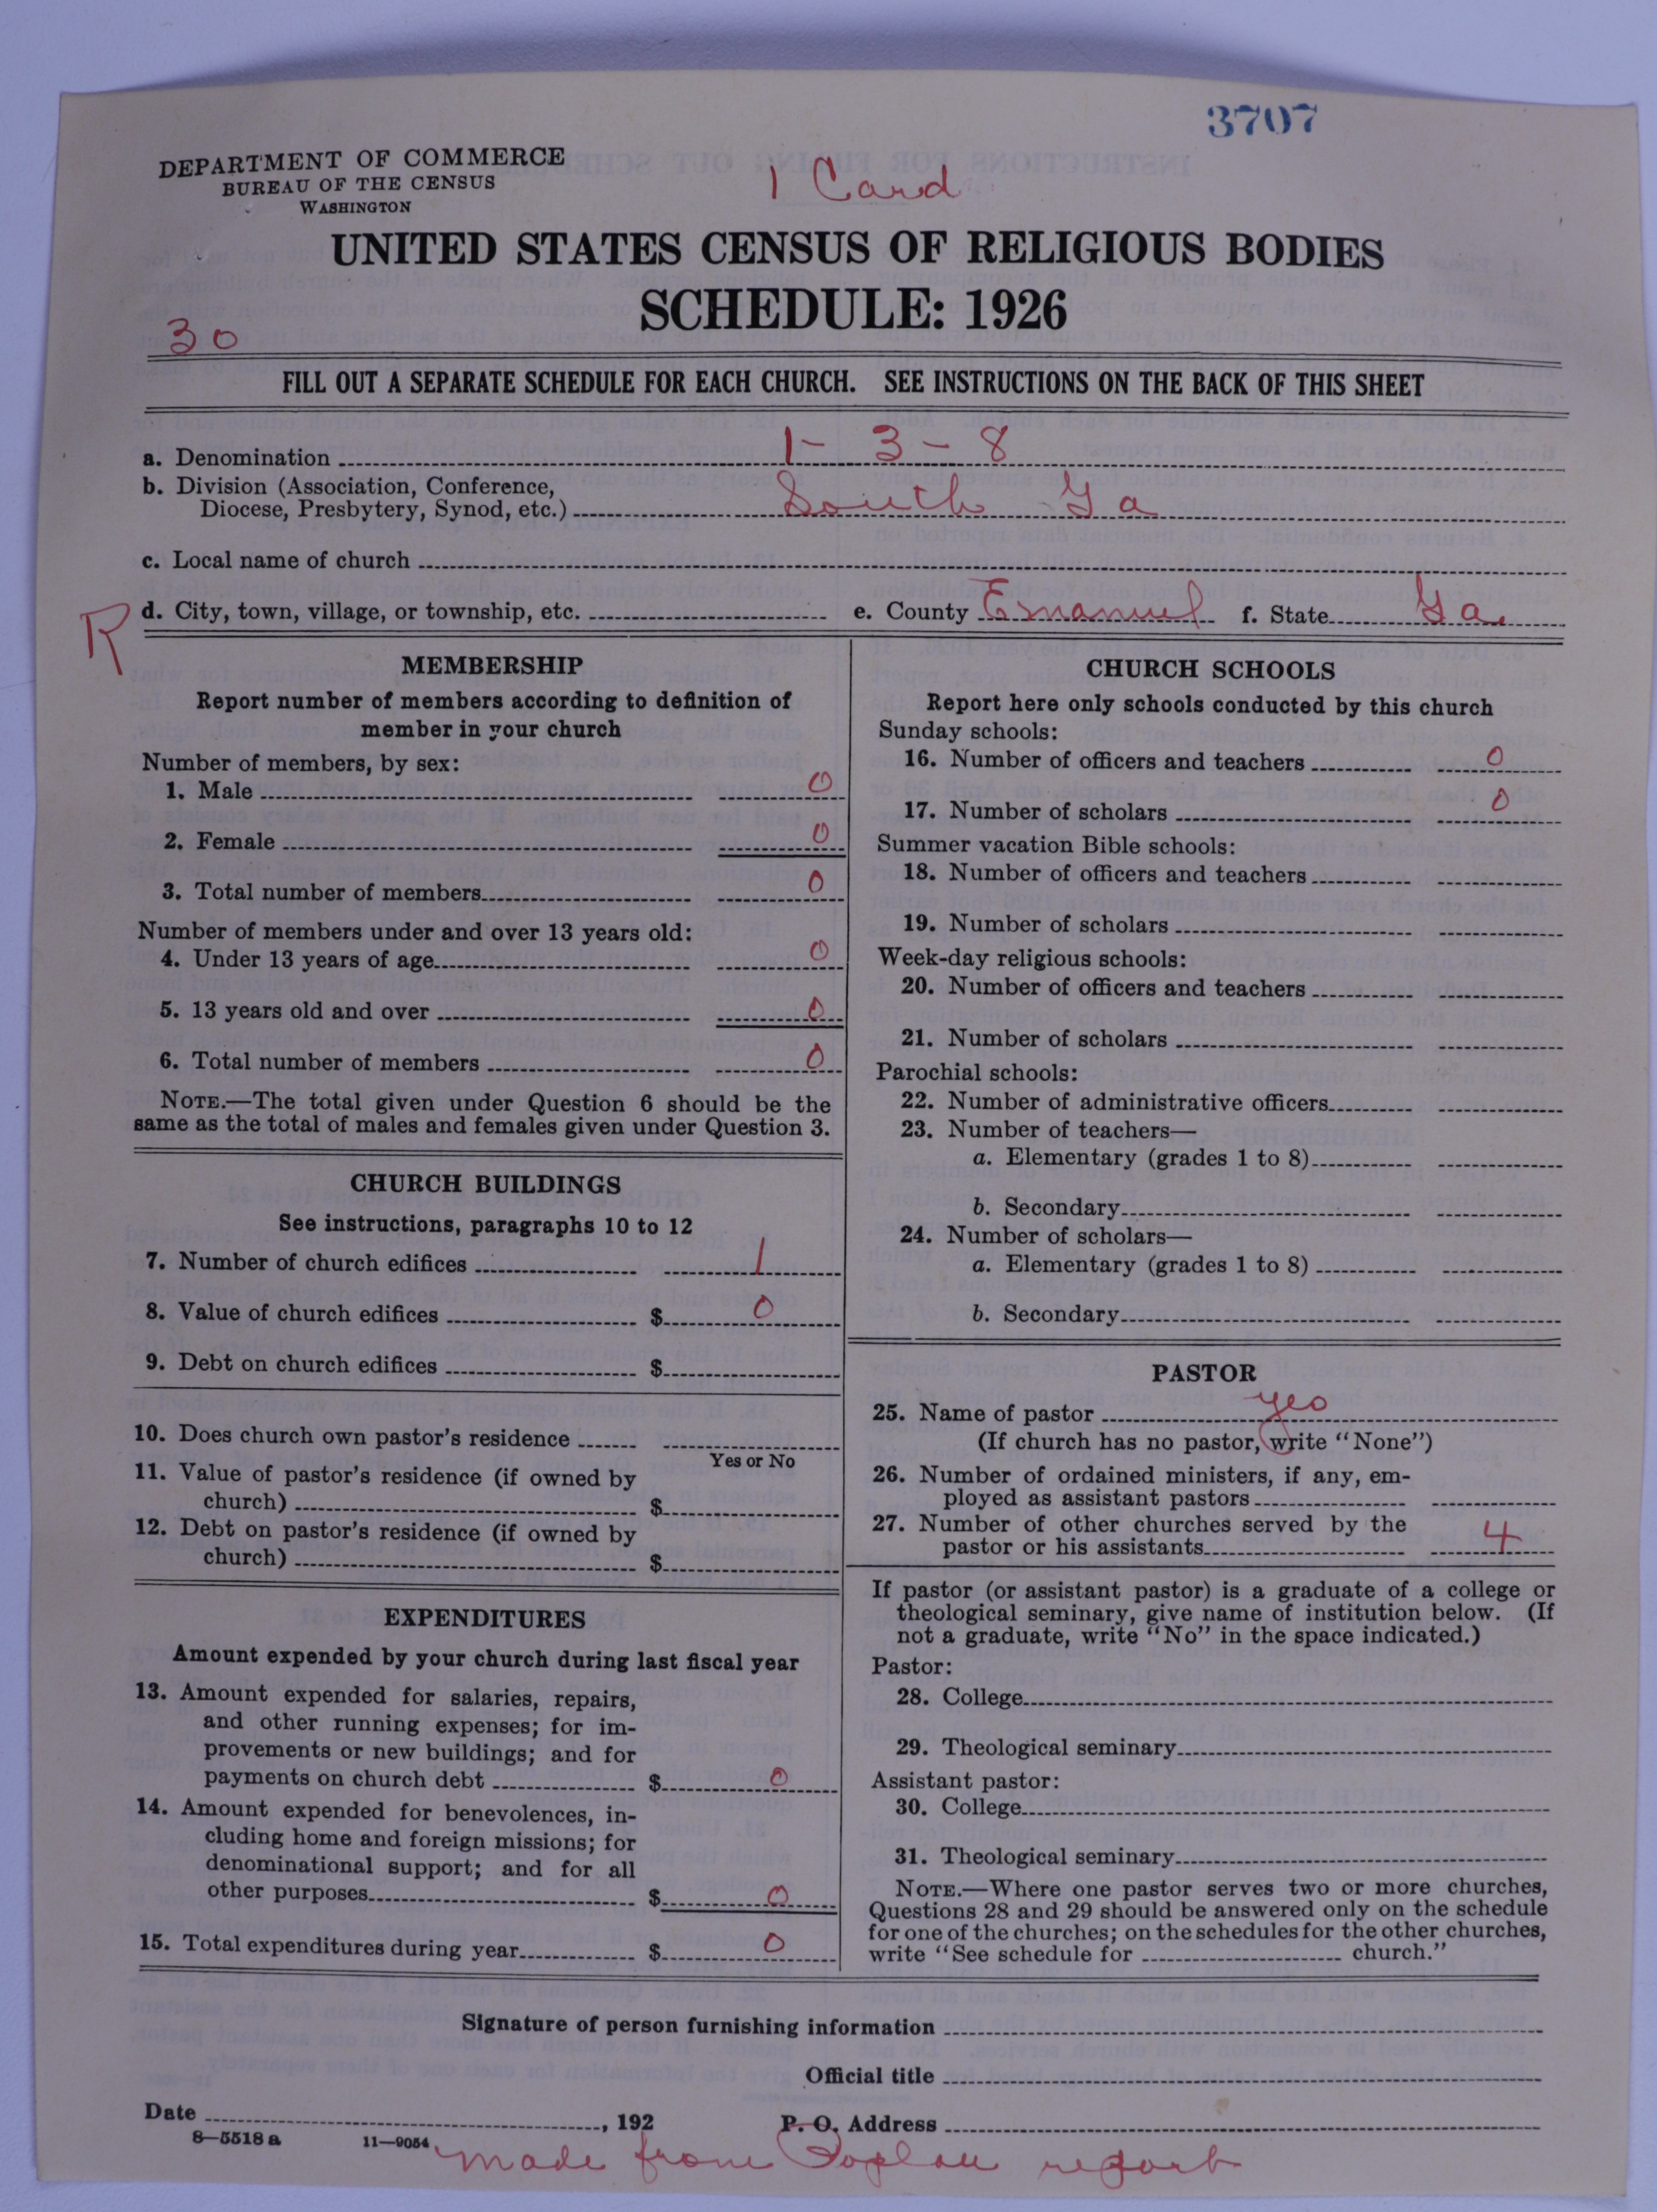 3707
DEPARTMENT OF COMMERCE
BUREAU OF THE CENSUS
WASHINGTON
1 Card
UNITED STATES CENSUS OF RELIGIOUS BODIES
SCHEDULE: 1926
30
FILL OUT A SEPARATE SCHEDULE FOR EACH CHURCH. SEE INSTRUCTIONS ON THE BACK OF THIS SHEET
a. Denomination 1 - 3 - 8
b. Division (Association, Conference,
Diocese, Presbytery, Synod, etc.) South Ga
c. Local name of church
R d. City, town, village, or township, etc. e. County Emanuel f. State Ga.
MEMBERSHIP
Report number of members according to definition of
member in your church
Number of members, by sex:
1. Male 0
2. Female 0
3. Total number of members 0
Number of members under and over 13 years old:
4. Under 13 years of age 0
5. 13 years old and over 0
6. Total number of members 0
NOTE.—The total given under Question 6 should be the
same as the total of males and females given under Question 3.
CHURCH BUILDINGS
See instructions, paragraphs 10 to 12
7. Number of church edifices 1
8. Value of church edifices $ 0
9. Debt on church edifices $
10. Does church own pastor's residence
Yes or No
11. Value of pastor's residence (if owned by
church) $
12. Debt on pastor's residence (if owned by
church) $
EXPENDITURES
Amount expended by your church during last fiscal year
13. Amount expended for salaries, repairs,
and other running expenses; for im-
provements or new buildings; and for
payments on church debt $ 0
14. Amount expended for benevolences, in-
cluding home and foreign missions; for
denominational support; and for all
other purposes $ 0
15. Total expenditures during year $ 0
CHURCH SCHOOLS
Report here only schools conducted by this church
Sunday schools:
16. Number of officers and teachers 0
17. Number of scholars 0
Summer vacation Bible schools:
18. Number of officers and teachers
19. Number of scholars
Week-day religious schools:
20. Number of officers and teachers
21. Number of scholars
Parochial schools:
22. Number of administrative officers
23. Number of teachers—
a. Elementary (grades 1 to 8)
b. Secondary
24. Number of scholars—
a. Elementary (grades 1 to 8)
b. Secondary
PASTOR
25. Name of pastor yes
(If church has no pastor, write "None")
26. Number of ordained ministers, if any, em-
ployed as assistant pastors
27. Number of other churches served by the
pastor or his assistants 4
If pastor (or assistant pastor) is a graduate of a college or
theological seminary, give name of institution below. (If
not a graduate, write "No" in the space indicated.)
Pastor:
28. College
29. Theological seminary
Assistant pastor:
30. College
31. Theological seminary
NOTE.—Where one pastor serves two or more churches,
Questions 28 and 29 should be answered only on the schedule
for one of the churches; on the schedules for the other churches,
write "See schedule for church."
Signature of person furnishing information
Official title
Date , 192 P. O. Address
8—5518 a 11—9054
made from report